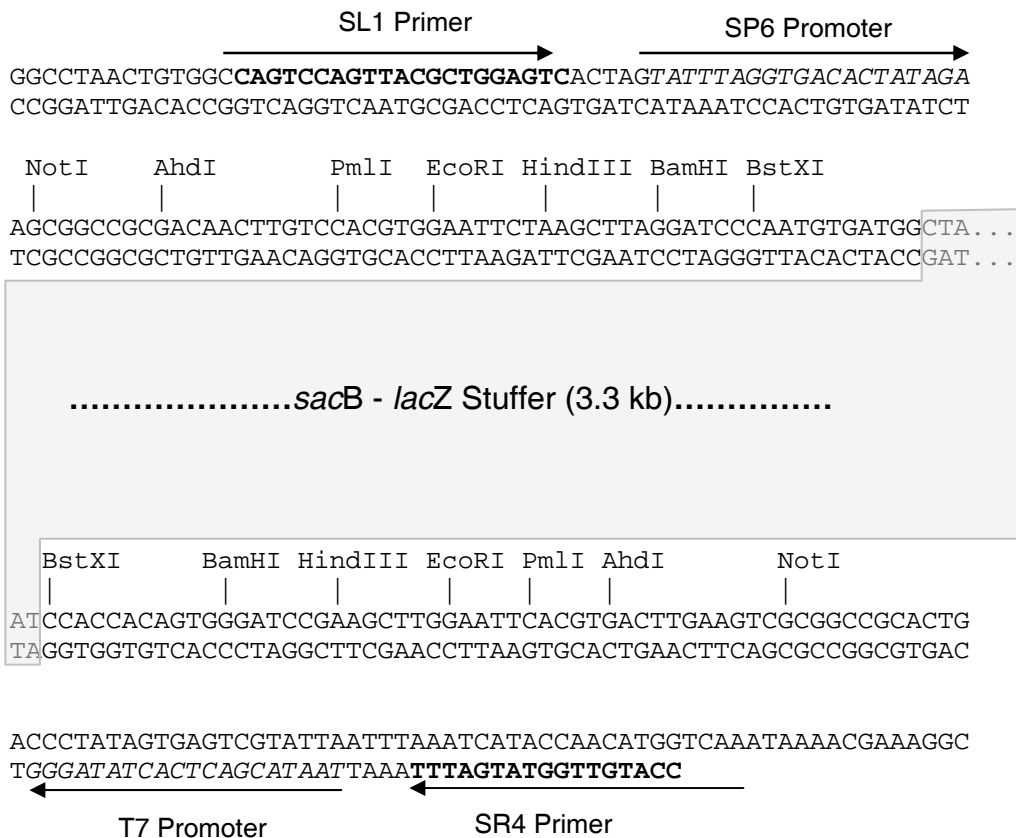 SL1 Primer SP6 Promoter
GGCCTAACTGTGGCCAGTCCAGTTACGCTGGAGTCACTAGTATTTAGGTGACACTATAGA
CCGGATTGACACCGGTCAGGTCAATGCGACCTCAGTGATCATAAATCCACTGTGATATCT
NotI AhdI PmlI EcoRI HindIII BamHI BstXI
AGCGGCCGCGACAACTTGTCCACGTGGAATTCTAAGCTTAGGATCCCAATGTGATGGCTA...
TCGCCGGCGCTGTTGAACAGGTGCACCTTAAGATTCGAATCCTAGGGTTACACTACCGAT...
.....................sacB - lacZ Stuffer (3.3 kb)...............
BstXI BamHI HindIII EcoRI PmlI AhdI NotI
ATCCACCACAGTGGGATCCGAAGCTTGGAATTCACGTGACTTGAAGTCGCGGCCGCACTG
TAGGTGGTGTCACCCTAGGCTTCGAACCTTAAGTGCACTGAACTTCAGCGCCGGCGTGAC
ACCCTATAGTGAGTCGTATTAATTTAAATCATACCAACATGGTCAAATAAAACGAAAGGC
TGGGATATCACTCAGCATAATTAAATTTAGTATGGTTGTACC
T7 Promoter SR4 Primer